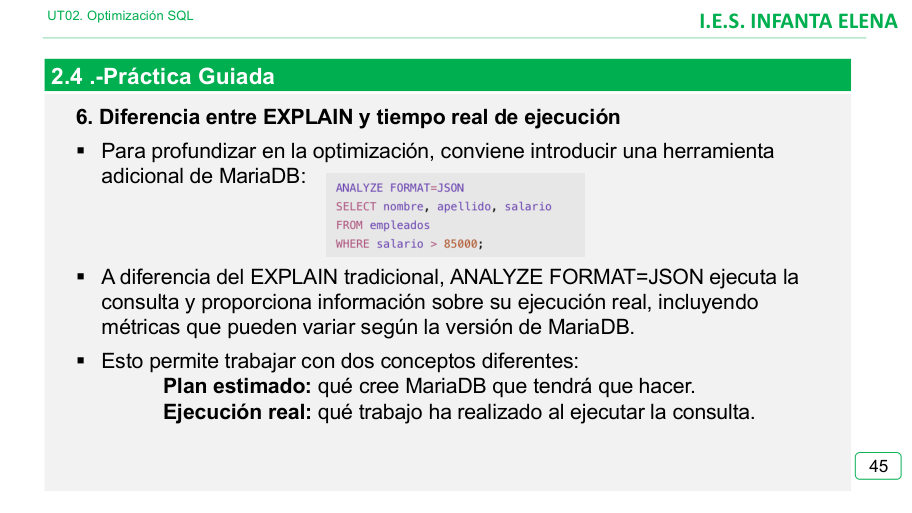 UT02. Optimización SQL
I.E.S. INFANTA ELENA
2.4 .-Práctica Guiada
6. Diferencia entre EXPLAIN y tiempo real de ejecución
▪ Para profundizar en la optimización, conviene introducir una herramienta
adicional de MariaDB:
ANALYZE FORMAT=JSON
SELECT nombre, apellido, salario
FROM empleados
WHERE salario > 85000;
▪ A diferencia del EXPLAIN tradicional, ANALYZE FORMAT=JSON ejecuta la
consulta y proporciona información sobre su ejecución real, incluyendo
métricas que pueden variar según la versión de MariaDB.
▪ Esto permite trabajar con dos conceptos diferentes:
Plan estimado: qué cree MariaDB que tendrá que hacer.
Ejecución real: qué trabajo ha realizado al ejecutar la consulta.
45